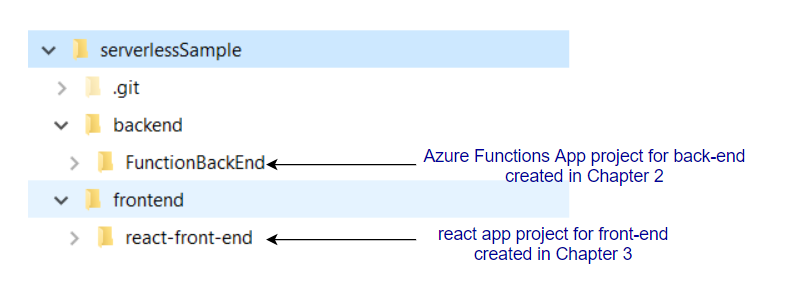 serverlessSample
.git
backend
FunctionBackEnd
Azure Functions App project for back-end
created in Chapter 2
frontend
react-front-end
react app project for front-end
created in Chapter 3